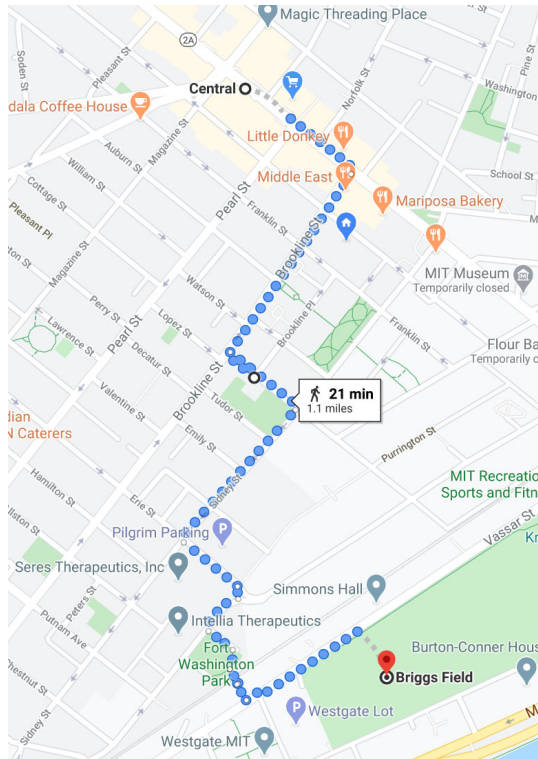 Magic Threading Place
Pine St
Soden St
Pleasant St
2A
Pearl St
Norfolk St
Washington
Central
dala Coffee House
Auburn St
Magazine St
Little Donkey
School St
William St
Middle East
Cottage St
Pearl St
Franklin St
Mariposa Bakery
Pleasant Pl
Brookline St
MIT Museum
Temporarily closed
Magazine St
Watson St
Brookline Pl
Perry St
Lopez St
Franklin St
Flour Ba
Temporarily c
Lawrence St
Pearl St
Decatur St
Brookline St
21 min
1.1 miles
Valentine St
Tudor St
dian
N Caterers
Emily St
Purrington St
Hamilton St
Sidney St
MIT Recreatio
Sports and Fitn
Erie St
Vassar St
Pilgrim Parking
P
Kr
Seres Therapeutics, Inc
Simmons Hall
Peters St
Intellia Therapeutics
Putnam Ave
Fort
Washington
Park
Burton-Conner Hous
Chestnut St
Briggs Field
Sidney St
P
Westgate Lot
Westgate MIT